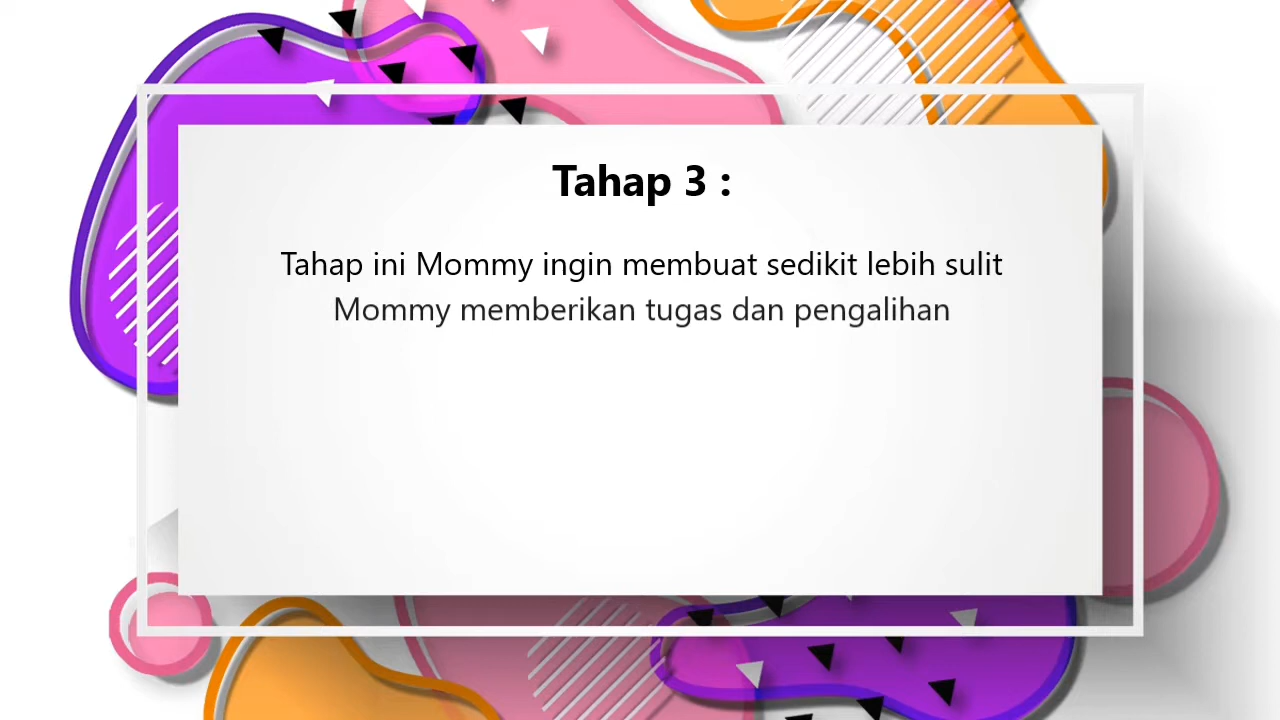 Tahap 3 :
Tahap ini Mommy ingin membuat sedikit lebih sulit
Mommy memberikan tugas dan pengalihan